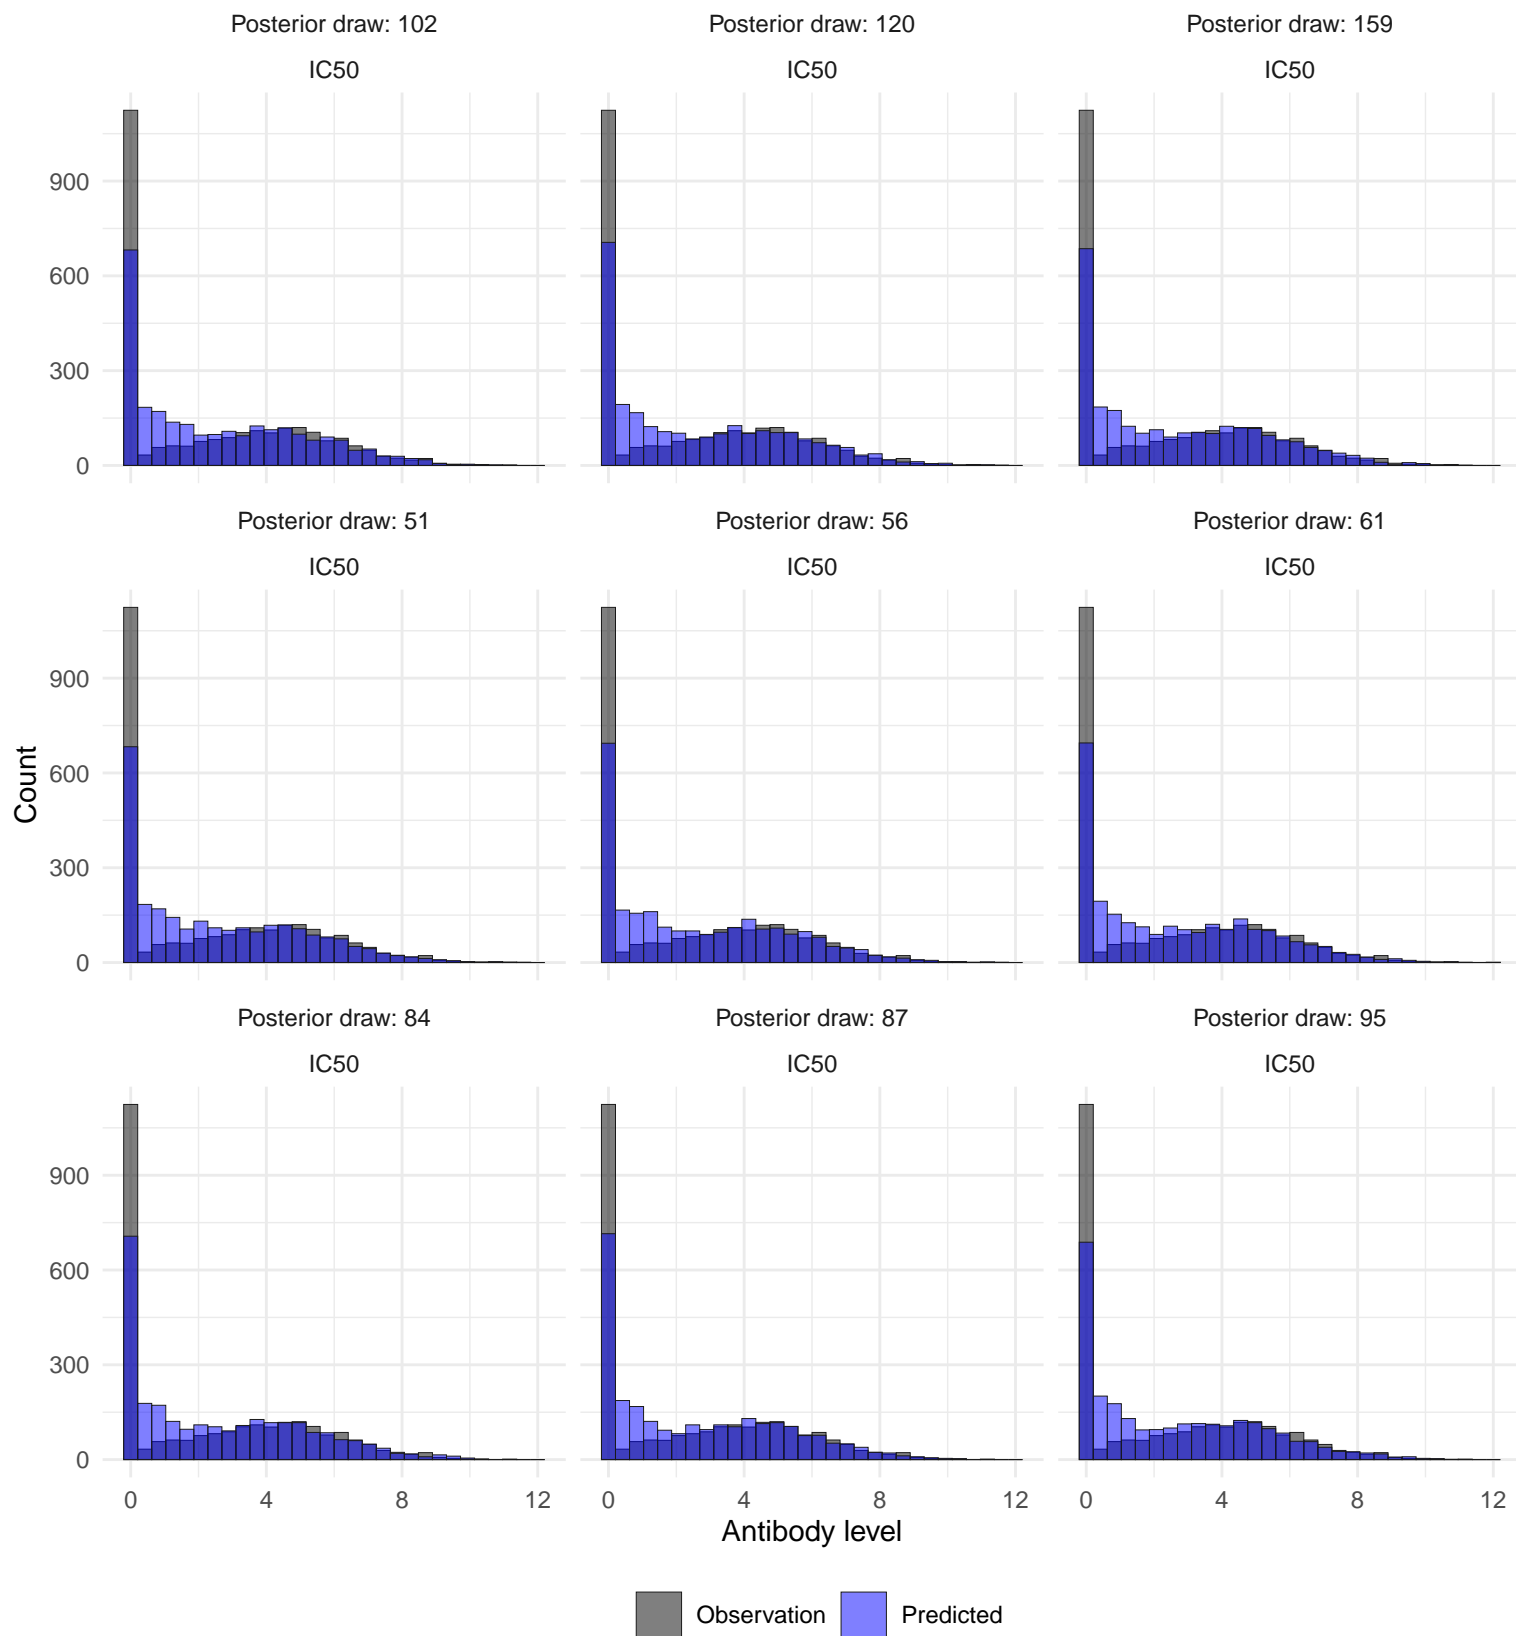 Posterior draw: 102 Posterior draw: 120 Posterior draw: 159
IC50 IC50 IC50
900
600
300
0
Posterior draw: 51 Posterior draw: 56 Posterior draw: 61
IC50 IC50 IC50
900
600
300
0
Count
Posterior draw: 84 Posterior draw: 87 Posterior draw: 95
IC50 IC50 IC50
900
600
300
0
0 4 8 12 0 4 8 12 0 4 8 12
Antibody level
Observation Predicted